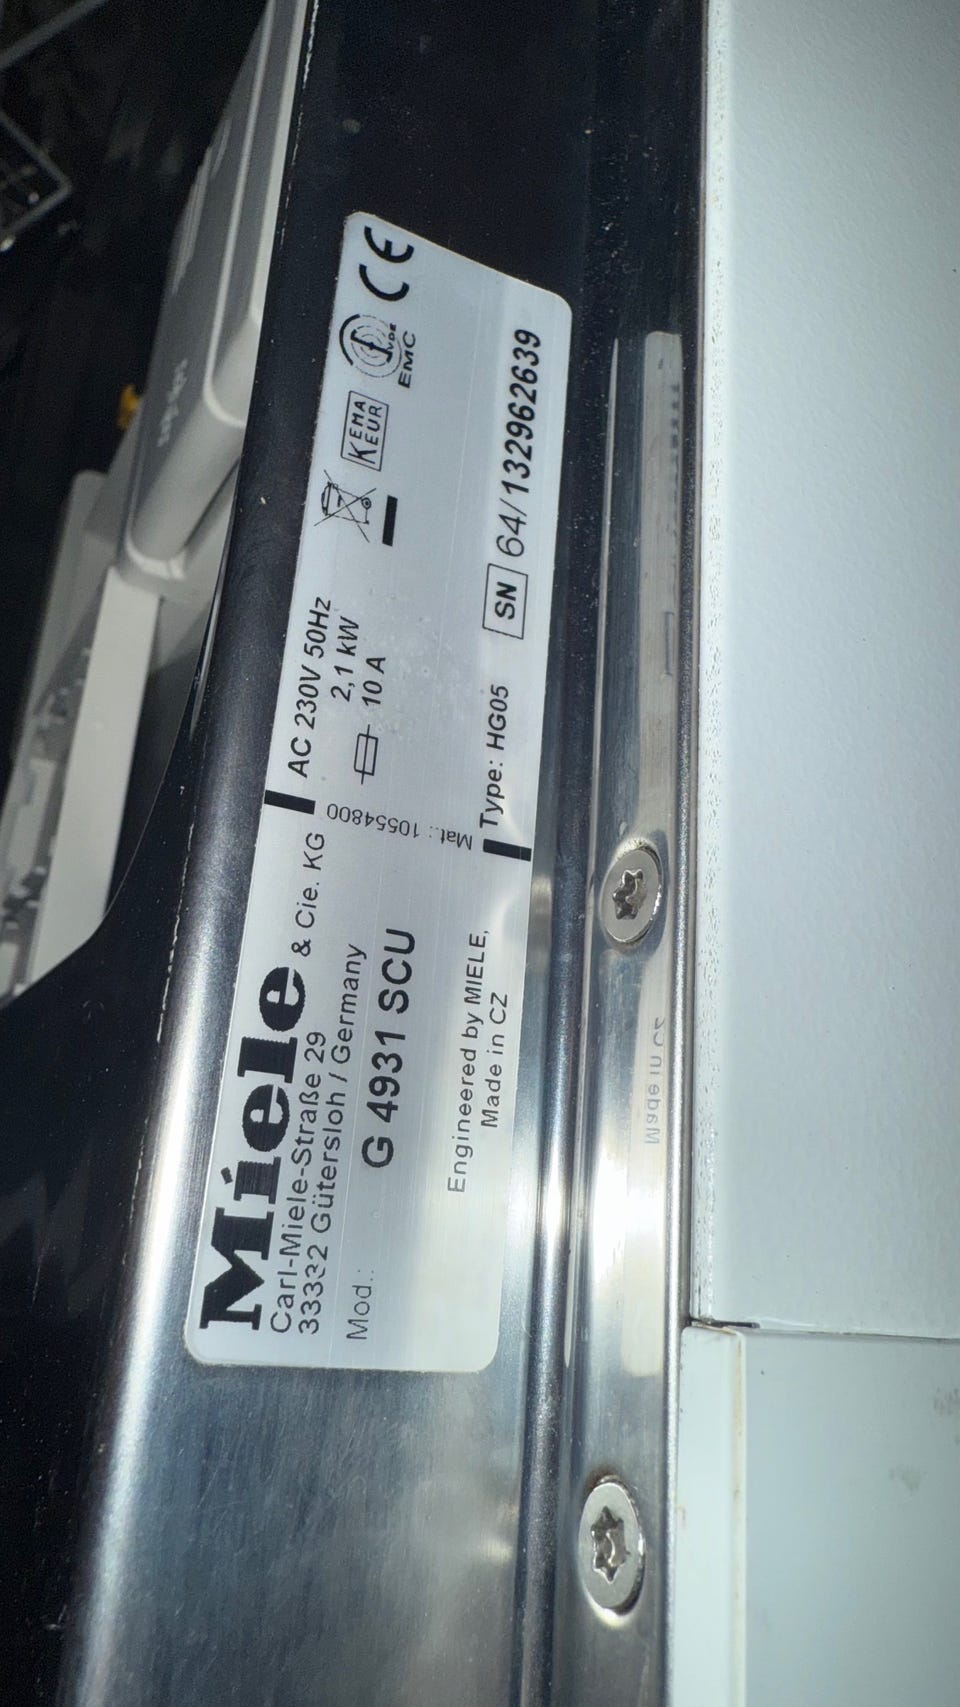 Miele & Cie. KG
Carl-Miele-Straße 29
33332 Gütersloh / Germany
Mod.: G 4931 SCU
Engineered by MIELE,
Made in CZ
Mat.: 10554800
AC 230V 50Hz
2,1 kW
10 A
Type: HG05
KEMA
KEUR
VDE
EMC
CE
SN 64/132962639